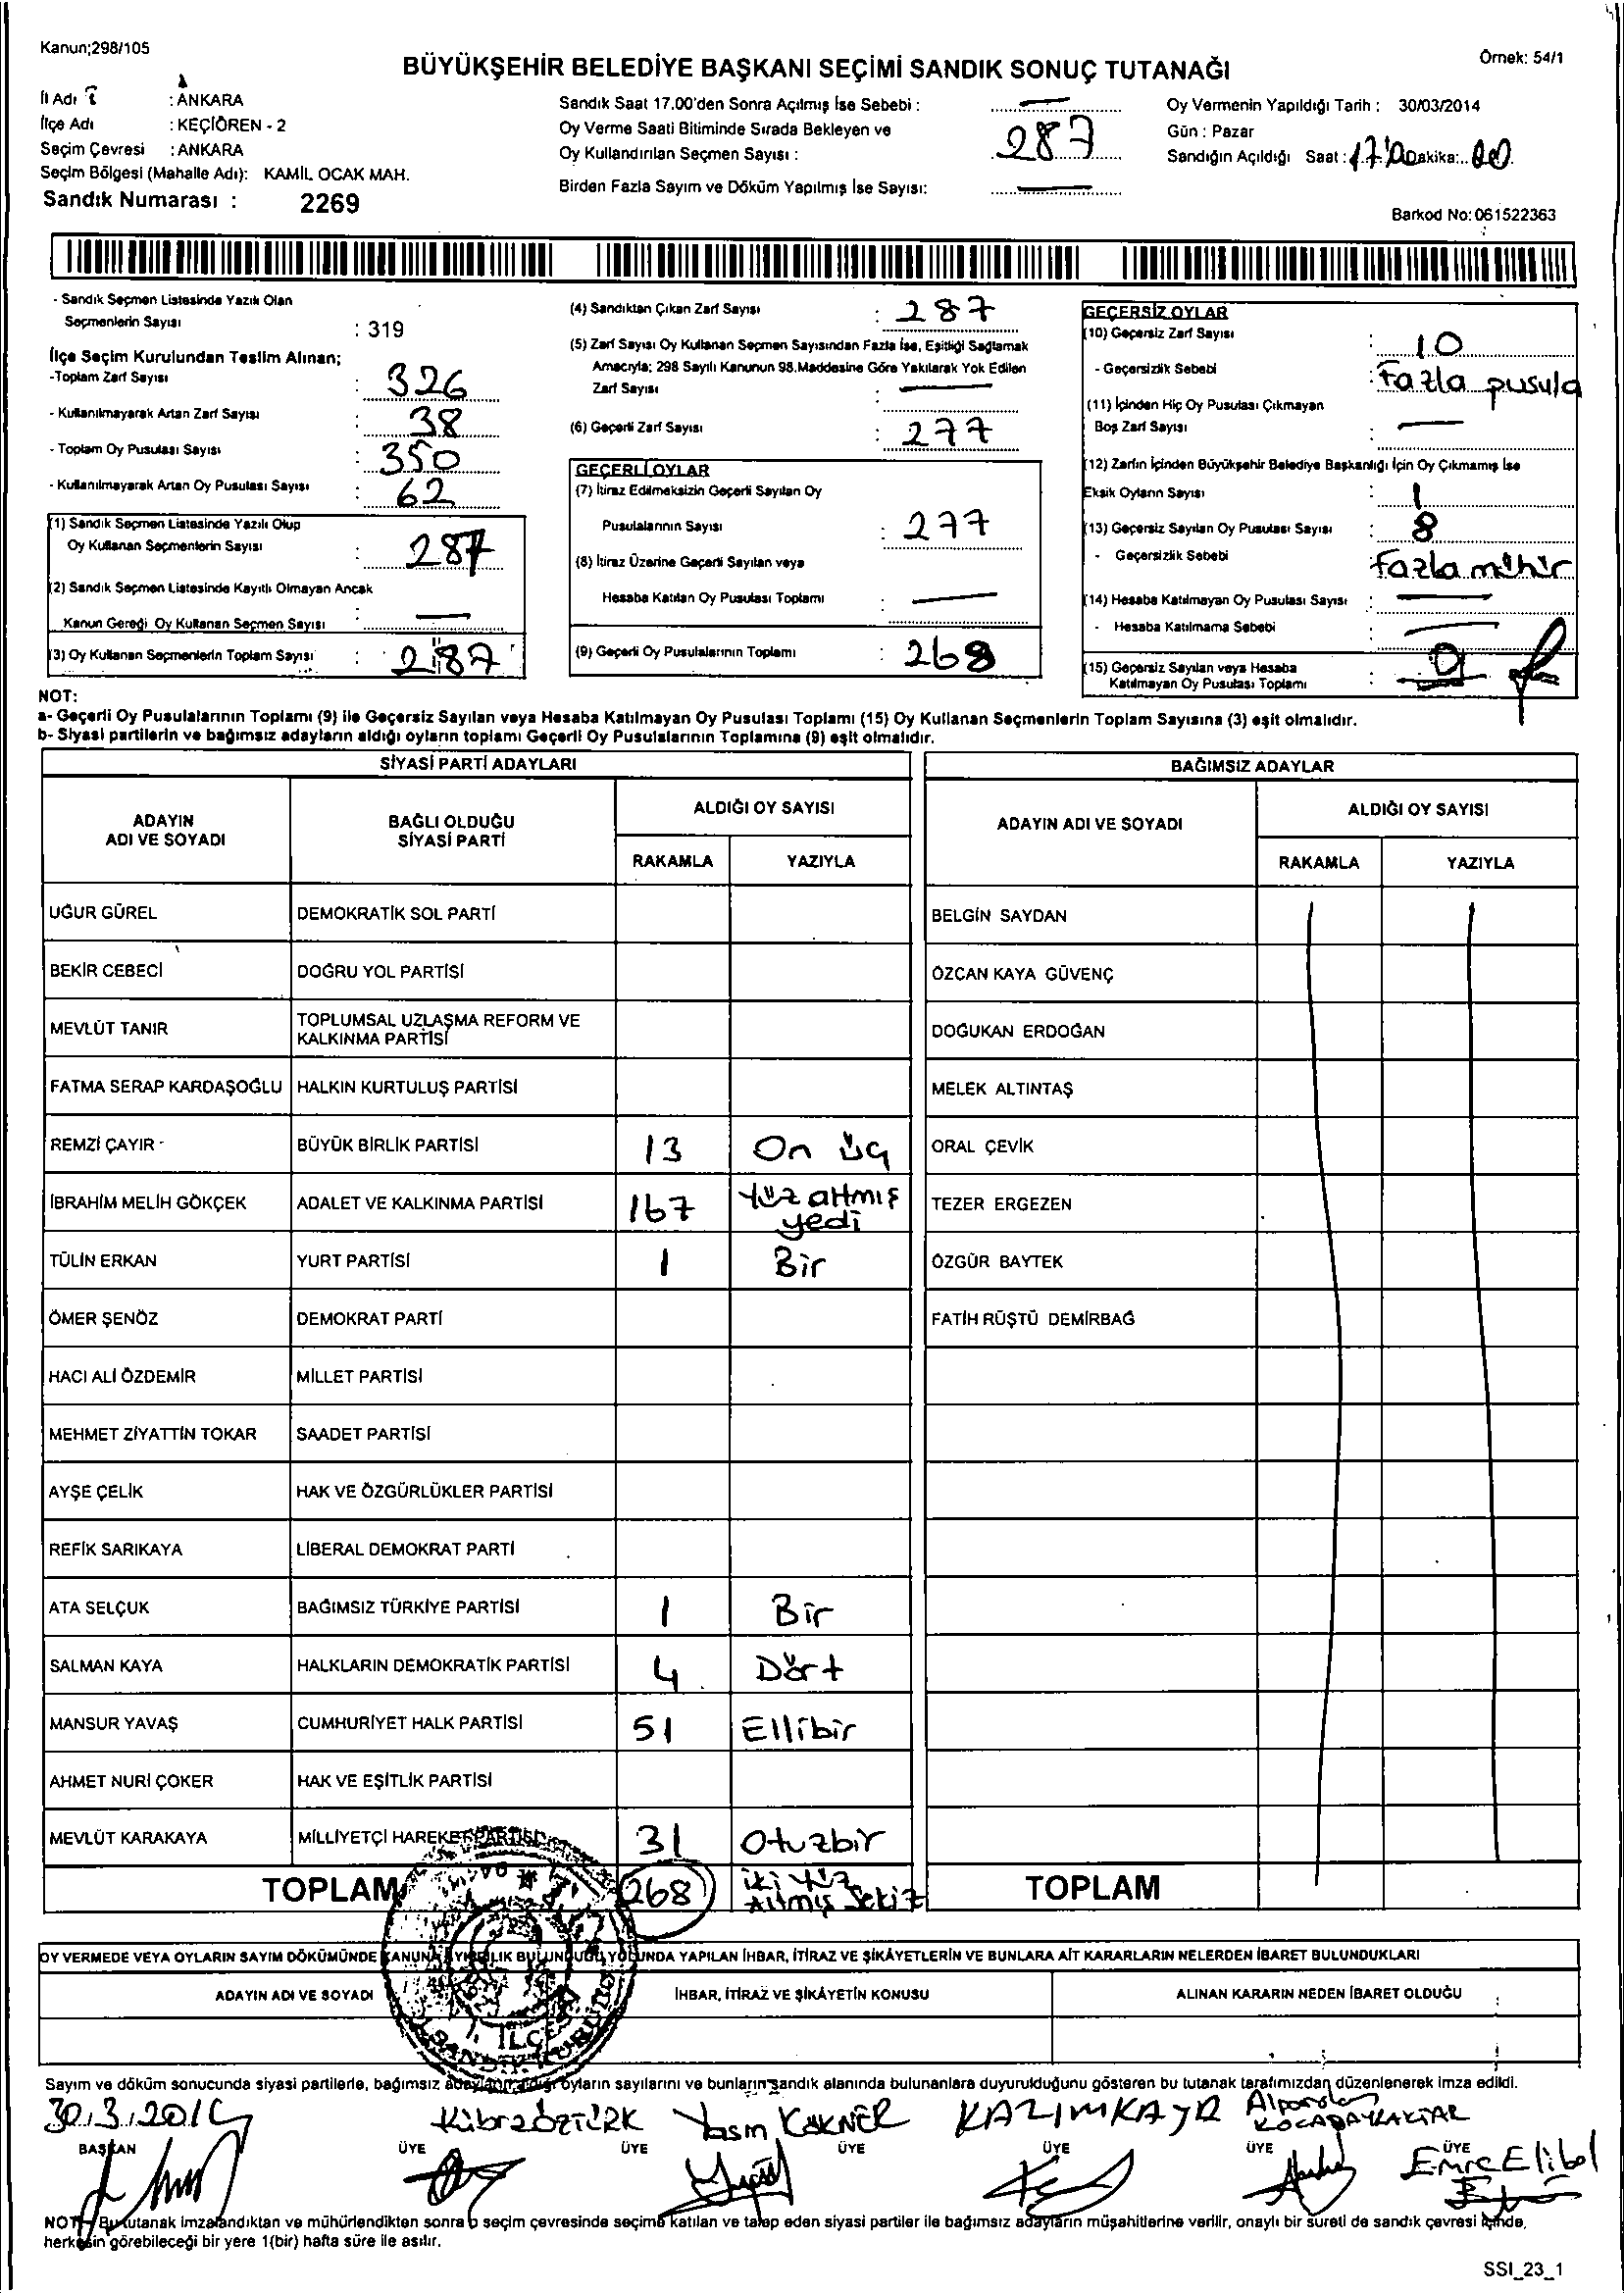 Kanun;298/105
Örnek: 54/1
BÜYÜKŞEHİR BELEDİYE BAŞKANI SEÇİMİ SANDIK SONUÇ TUTANAĞI
İl Adı : ANKARA
İlçe Adı : KEÇİÖREN - 2
Seçim Çevresi : ANKARA
Seçim Bölgesi (Mahalle Adı): KAMİL OCAK MAH.
Sandık Numarası : 2269
Sandık Saat 17.00'den Sonra Açılmış İse Sebebi : —
Oy Verme Saati Bitiminde Sırada Bekleyen ve
Oy Kullandırılan Seçmen Sayısı : 287
Birden Fazla Sayım ve Döküm Yapılmış İse Sayısı: —
Oy Vermenin Yapıldığı Tarih : 30/03/2014
Gün : Pazar
Sandığın Açıldığı Saat : Dakika:
Barkod No: 061522363
- Sandık Seçmen Listesinde Yazılı Olan
Seçmenlerin Sayısı : 319
İlçe Seçim Kurulundan Teslim Alınan;
-Toplam Zarf Sayısı : 326
- Kullanılmayarak Artan Zarf Sayısı : 38
- Toplam Oy Pusulası Sayısı : 350
- Kullanılmayarak Artan Oy Pusulası Sayısı : 62
(1) Sandık Seçmen Listesinde Yazılı Olup
Oy Kullanan Seçmenlerin Sayısı : 287
(2) Sandık Seçmen Listesinde Kayıtlı Olmayan Ancak
Kanun Gereği Oy Kullanan Seçmen Sayısı : —
(3) Oy Kullanan Seçmenlerin Toplam Sayısı : 287
(4) Sandıktan Çıkan Zarf Sayısı : 287
(5) Zarf Sayısı Oy Kullanan Seçmen Sayısından Fazla İse, Eşitliği Sağlamak
Amacıyla; 298 Sayılı Kanunun 98.Maddesine Göre Yakılarak Yok Edilen
Zarf Sayısı : —
(6) Geçerli Zarf Sayısı : 277
GEÇERLİ OYLAR
(7) İtiraz Edilmeksizin Geçerli Sayılan Oy
Pusulalarının Sayısı : 277
(8) İtiraz Üzerine Geçerli Sayılan veya
Hesaba Katılan Oy Pusulası Toplamı : —
(9) Geçerli Oy Pusulalarının Toplamı : 268
GEÇERSİZ OYLAR
(10) Geçersiz Zarf Sayısı : 10
- Geçersizlik Sebebi : Fazla pusula
(11) İçinden Hiç Oy Pusulası Çıkmayan
Boş Zarf Sayısı : —
(12) Zarfın İçinden Büyükşehir Belediye Başkanlığı İçin Oy Çıkmamış İse
Eksik Oyların Sayısı : 1
(13) Geçersiz Sayılan Oy Pusulası Sayısı : 8
- Geçersizlik Sebebi Fazla mühür
(14) Hesaba Katılmayan Oy Pusulası Sayısı : —
- Hesaba Katılmama Sebebi : —
(15) Geçersiz Sayılan veya Hesaba
Katılmayan Oy Pusulası Toplamı :
NOT:
a- Geçerli Oy Pusulalarının Toplamı (9) ile Geçersiz Sayılan veya Hesaba Katılmayan Oy Pusulası Toplamı (15) Oy Kullanan Seçmenlerin Toplam Sayısına (3) eşit olmalıdır.
b- Siyasi partilerin ve bağımsız adayların aldığı oyların toplamı Geçerli Oy Pusulalarının Toplamına (9) eşit olmalıdır.
SİYASİ PARTİ ADAYLARI
ADAYIN ADI VE SOYADI
BAĞLI OLDUĞU SİYASİ PARTİ
ALDIĞI OY SAYISI
RAKAMLA YAZIYLA
UĞUR GÜREL DEMOKRATİK SOL PARTİ
BEKİR CEBECİ DOĞRU YOL PARTİSİ
MEVLÜT TANIR TOPLUMSAL UZLAŞMA REFORM VE KALKINMA PARTİSİ
FATMA SERAP KARDAŞOĞLU HALKIN KURTULUŞ PARTİSİ
REMZİ ÇAYIR BÜYÜK BİRLİK PARTİSİ 13 On üç
İBRAHİM MELİH GÖKÇEK ADALET VE KALKINMA PARTİSİ 167 Yüz altmış yedi
TÜLİN ERKAN YURT PARTİSİ 1 Bir
ÖMER ŞENÖZ DEMOKRAT PARTİ
HACI ALİ ÖZDEMİR MİLLET PARTİSİ
MEHMET ZİYATTİN TOKAR SAADET PARTİSİ
AYŞE ÇELİK HAK VE ÖZGÜRLÜKLER PARTİSİ
REFİK SARIKAYA LİBERAL DEMOKRAT PARTİ
ATA SELÇUK BAĞIMSIZ TÜRKİYE PARTİSİ 1 Bir
SALMAN KAYA HALKLARIN DEMOKRATİK PARTİSİ 4 Dört
MANSUR YAVAŞ CUMHURİYET HALK PARTİSİ 51 Ellibir
AHMET NURİ ÇOKER HAK VE EŞİTLİK PARTİSİ
MEVLÜT KARAKAYA MİLLİYETÇİ HAREKET PARTİSİ 31 Otuzbir
TOPLAM 268 iki yüz Altmış Sekiz
BAĞIMSIZ ADAYLAR
ADAYIN ADI VE SOYADI
ALDIĞI OY SAYISI
RAKAMLA YAZIYLA
BELGİN SAYDAN
ÖZCAN KAYA GÜVENÇ
DOĞUKAN ERDOĞAN
MELEK ALTINTAŞ
ORAL ÇEVİK
TEZER ERGEZEN
ÖZGÜR BAYTEK
FATİH RÜŞTÜ DEMİRBAĞ
TOPLAM
OY VERMEDE VEYA OYLARIN SAYIM DÖKÜMÜNDE KANUNA AYKIRILIK BULUNDUĞU YOLUNDA YAPILAN İHBAR, İTİRAZ VE ŞİKÂYETLERİN VE BUNLARA AİT KARARLARIN NELERDEN İBARET BULUNDUKLARI
ADAYIN ADI VE SOYADI
İHBAR, İTİRAZ VE ŞİKÂYETİN KONUSU
ALINAN KARARIN NEDEN İBARET OLDUĞU
İLÇE
Sayım ve döküm sonucunda siyasi partilerle, bağımsız adayların aldığı oyların sayılarını ve bunların sandık alanında bulunanlara duyurulduğunu gösteren bu tutanak tarafımızdan düzenlenerek imza edildi.
30.3.2014
Kübra ÖZTÜRK Yasin KÖKNER KAZIM KAYA Alparslan KOCABAYRAKTAR
BAŞKAN ÜYE ÜYE ÜYE ÜYE ÜYE ÜYE
Emre Elibol
NOT : Bu tutanak imzalandıktan ve mühürlendikten sonra o seçim çevresinde seçime katılan ve talep eden siyasi partiler ile bağımsız adayların müşahitlerine verilir, onaylı bir sureti de sandık çevresi içinde,
herkesin görebileceği bir yere 1(bir) hafta süre ile asılır.
SSI_23_1